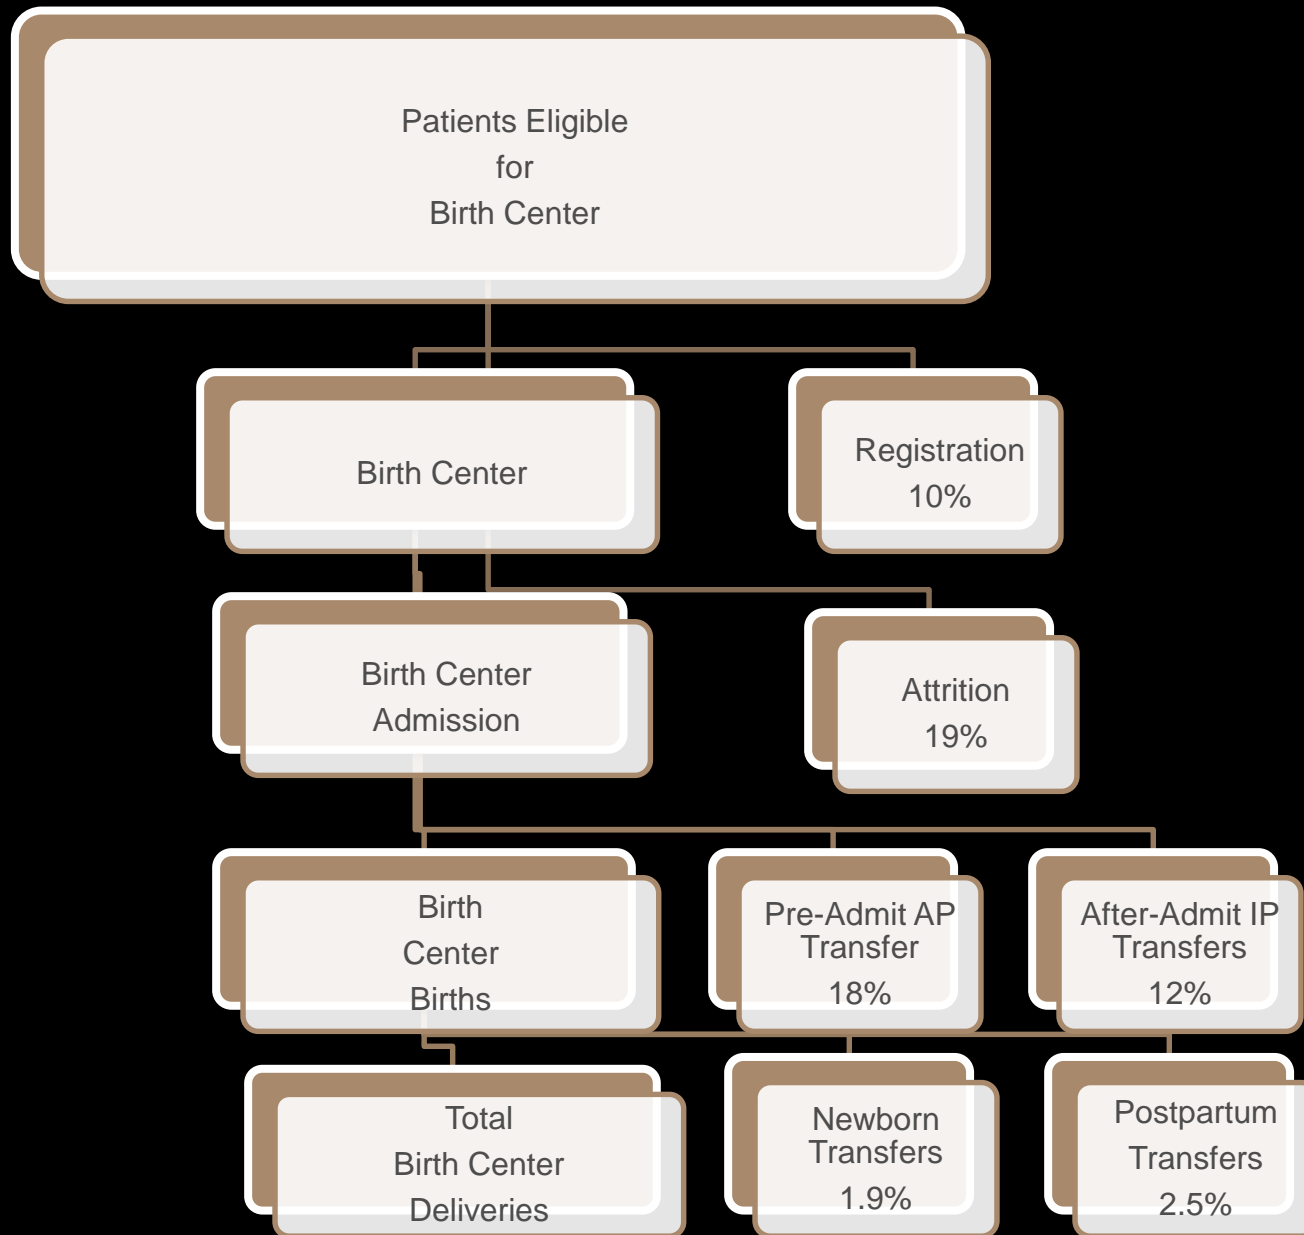 Patients Eligible
for
Birth Center
Birth Center
Registration
10%
Birth Center
Admission
Attrition
19%
Birth
Center
Births
Pre-Admit AP
Transfer
18%
After-Admit IP
Transfers
12%
Total
Birth Center
Deliveries
Newborn
Transfers
1.9%
Postpartum
Transfers
2.5%